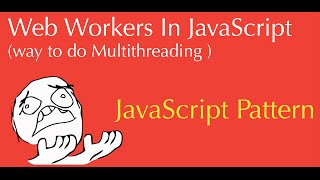 Web Workers In JavaScript
(way to do Multithreading )
JavaScript Pattern